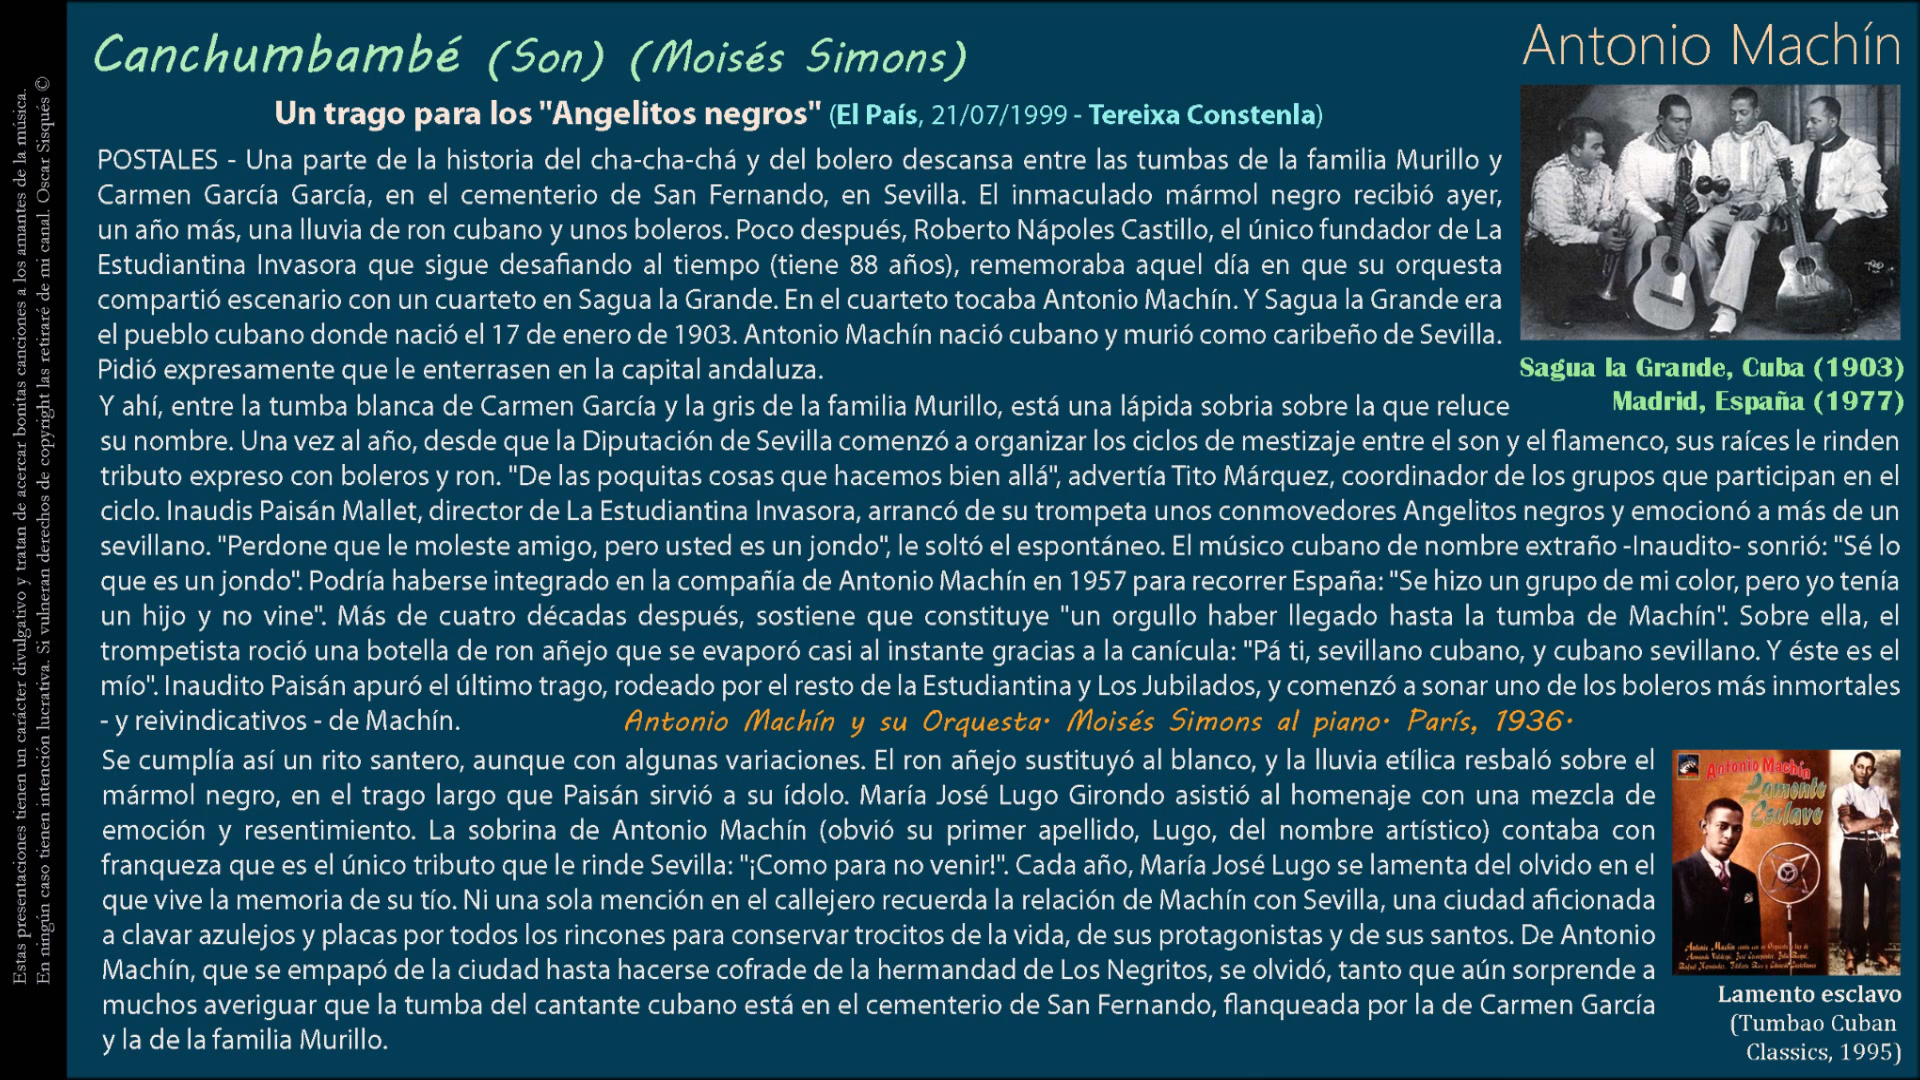 Canchumbambé (Son) (Moisés Simons)
Antonio Machín
Un trago para los "Angelitos negros" (El País, 21/07/1999 - Tereixa Constenla)
POSTALES - Una parte de la historia del cha-cha-chá y del bolero descansa entre las tumbas de la familia Murillo y
Carmen García García, en el cementerio de San Fernando, en Sevilla. El inmaculado mármol negro recibió ayer,
un año más, una lluvia de ron cubano y unos boleros. Poco después, Roberto Nápoles Castillo, el único fundador de La
Estudiantina Invasora que sigue desafiando al tiempo (tiene 88 años), rememoraba aquel día en que su orquesta
compartió escenario con un cuarteto en Sagua la Grande. En el cuarteto tocaba Antonio Machín. Y Sagua la Grande era
el pueblo cubano donde nació el 17 de enero de 1903. Antonio Machín nació cubano y murió como caribeño de Sevilla.
Pidió expresamente que le enterrasen en la capital andaluza.
Sagua la Grande, Cuba (1903)
Madrid, España (1977)
Y ahí, entre la tumba blanca de Carmen García y la gris de la familia Murillo, está una lápida sobria sobre la que reluce
su nombre. Una vez al año, desde que la Diputación de Sevilla comenzó a organizar los ciclos de mestizaje entre el son y el flamenco, sus raíces le rinden
tributo expreso con boleros y ron. "De las poquitas cosas que hacemos bien allá", advertía Tito Márquez, coordinador de los grupos que participan en el
ciclo. Inaudis Paisán Mallet, director de La Estudiantina Invasora, arrancó de su trompeta unos conmovedores Angelitos negros y emocionó a más de un
sevillano. "Perdone que le moleste amigo, pero usted es un jondo", le soltó el espontáneo. El músico cubano de nombre extraño -Inaudito- sonrió: "Sé lo
que es un jondo". Podría haberse integrado en la compañía de Antonio Machín en 1957 para recorrer España: "Se hizo un grupo de mi color, pero yo tenía
un hijo y no vine". Más de cuatro décadas después, sostiene que constituye "un orgullo haber llegado hasta la tumba de Machín". Sobre ella, el
trompetista roció una botella de ron añejo que se evaporó casi al instante gracias a la canícula: "Pá ti, sevillano cubano, y cubano sevillano. Y éste es el
mío". Inaudito Paisán apuró el último trago, rodeado por el resto de la Estudiantina y Los Jubilados, y comenzó a sonar uno de los boleros más inmortales
- y reivindicativos - de Machín.
Antonio Machín y su Orquesta· Moisés Simons al piano· París, 1936·
Se cumplía así un rito santero, aunque con algunas variaciones. El ron añejo sustituyó al blanco, y la lluvia etílica resbaló sobre el
mármol negro, en el trago largo que Paisán sirvió a su ídolo. María José Lugo Girondo asistió al homenaje con una mezcla de
emoción y resentimiento. La sobrina de Antonio Machín (obvió su primer apellido, Lugo, del nombre artístico) contaba con
franqueza que es el único tributo que le rinde Sevilla: "¡Como para no venir!". Cada año, María José Lugo se lamenta del olvido en el
que vive la memoria de su tío. Ni una sola mención en el callejero recuerda la relación de Machín con Sevilla, una ciudad aficionada
a clavar azulejos y placas por todos los rincones para conservar trocitos de la vida, de sus protagonistas y de sus santos. De Antonio
Machín, que se empapó de la ciudad hasta hacerse cofrade de la hermandad de Los Negritos, se olvidó, tanto que aún sorprende a
muchos averiguar que la tumba del cantante cubano está en el cementerio de San Fernando, flanqueada por la de Carmen García
y la de la familia Murillo.
Antonio Machín
Lamento
Esclavo
Lamento esclavo
(Tumbao Cuban
Classics, 1995)
Estas presentaciones tienen un carácter divulgativo y tratan de acercar bonitas canciones a los amantes de la música.
En ningún caso tienen intención lucrativa. Si vulneran derechos de copyright las retiraré de mi canal. Oscar Sisqués ©